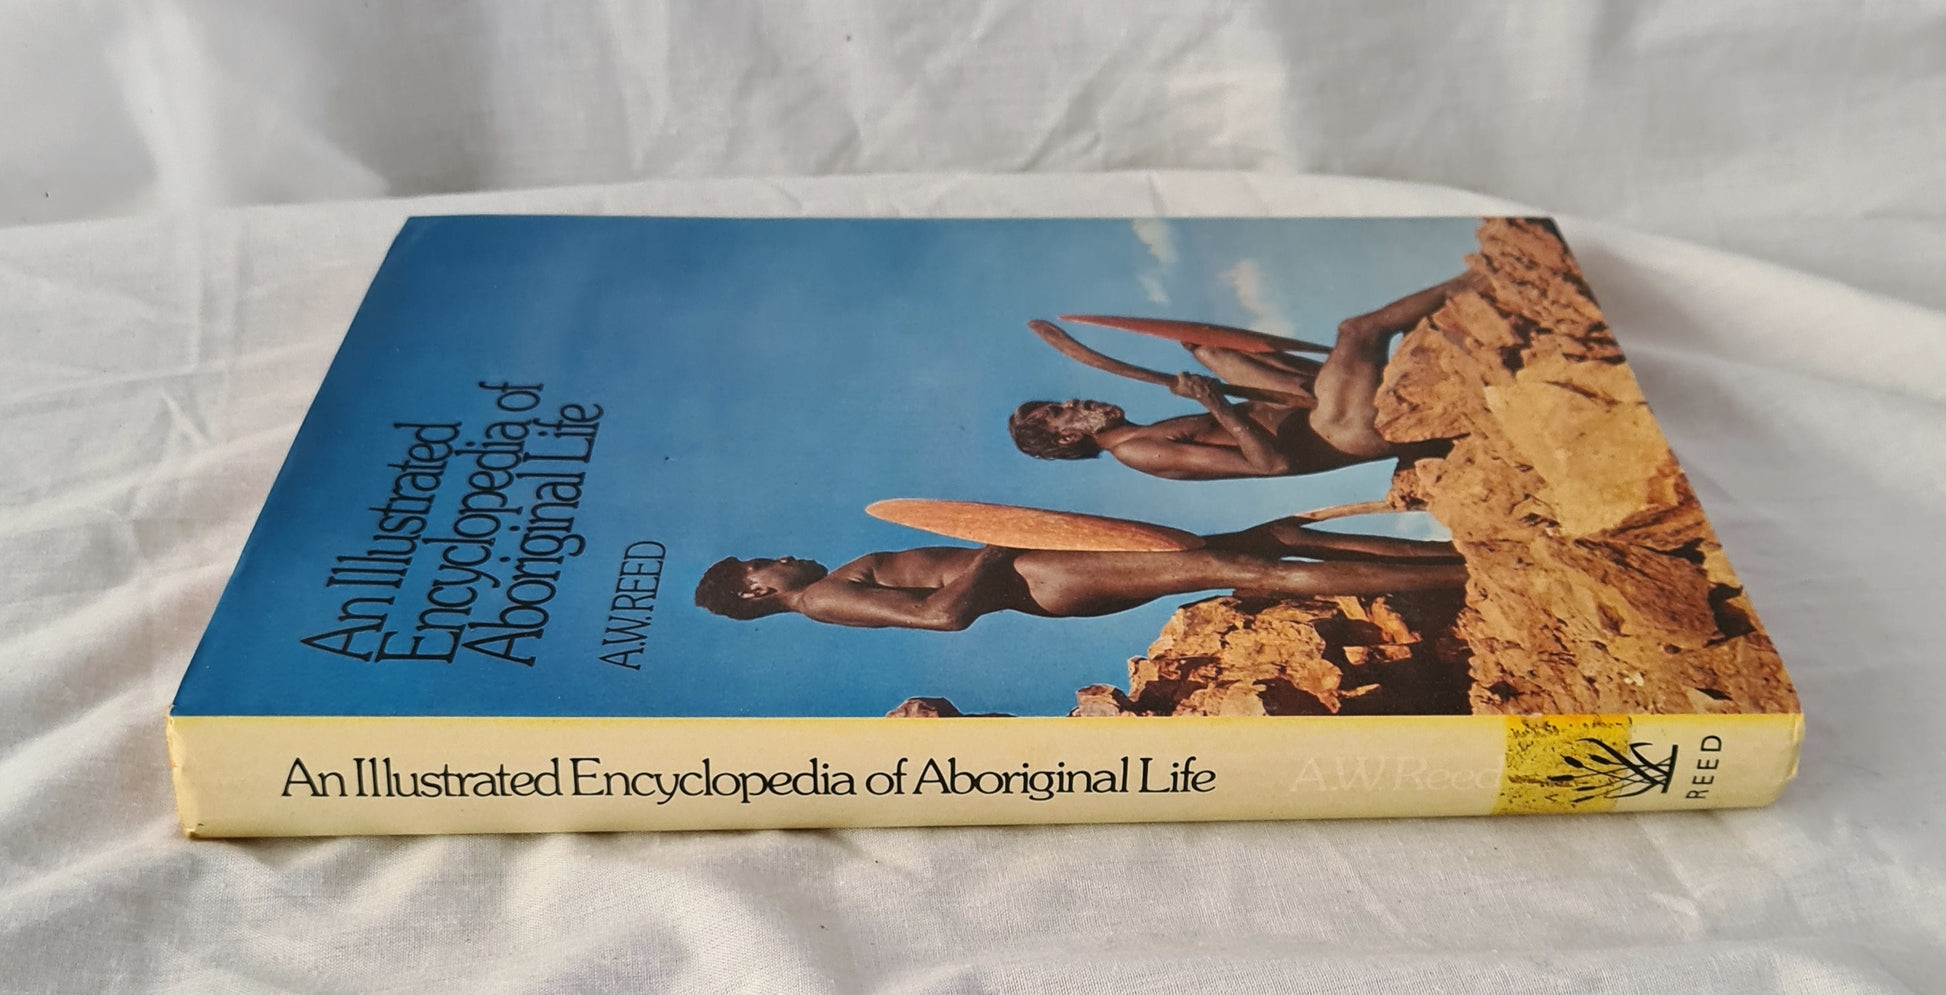 An Illustrated
Encyclopedia of
Aboriginal Life
A.W. REED
An Illustrated Encyclopedia of Aboriginal Life
A.W. Reed
REED